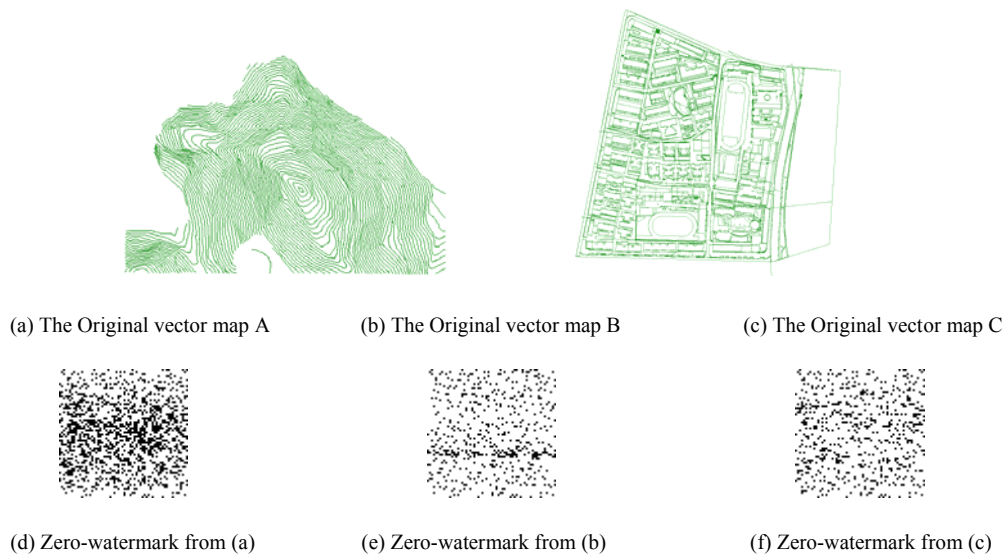 (a) The Original vector map A
(b) The Original vector map B
(c) The Original vector map C
(d) Zero-watermark from (a)
(e) Zero-watermark from (b)
(f) Zero-watermark from (c)